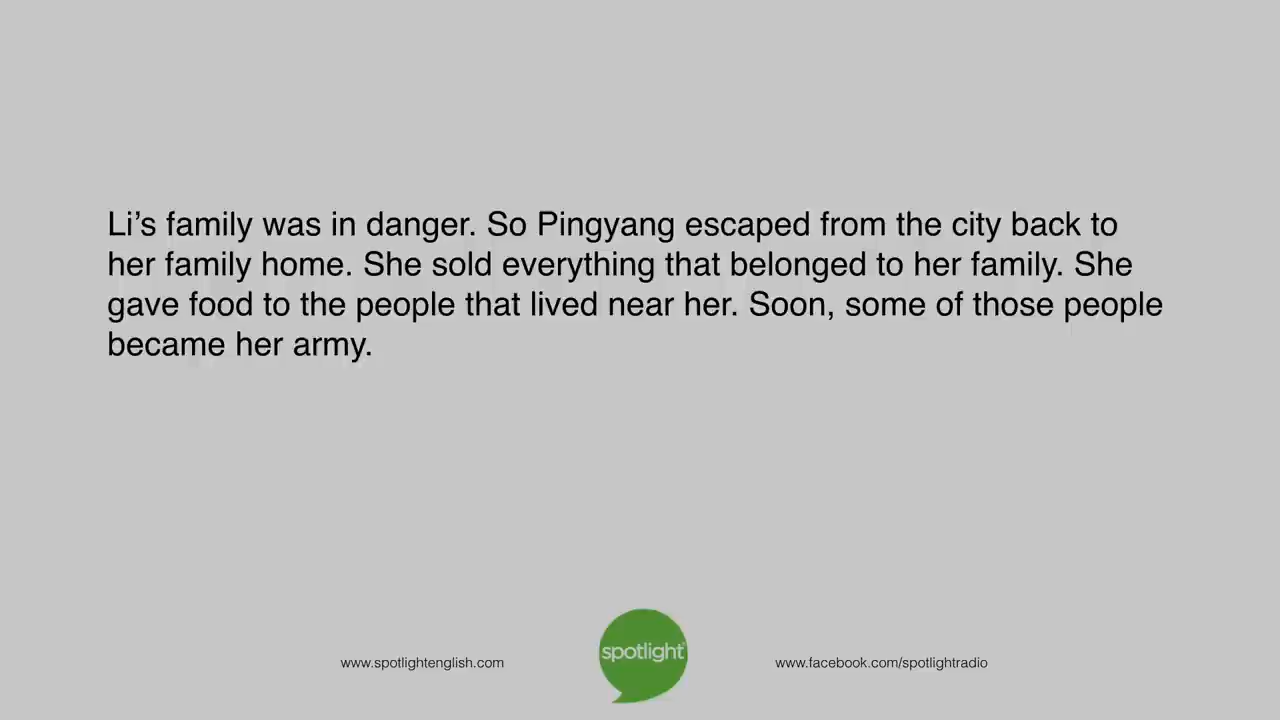 Li’s family was in danger. So Pingyang escaped from the city back to
her family home. She sold everything that belonged to her family. She
gave food to the people that lived near her. Soon, some of those people
became her army.
www.spotlightenglish.com
spotlight
www.facebook.com/spotlightradio